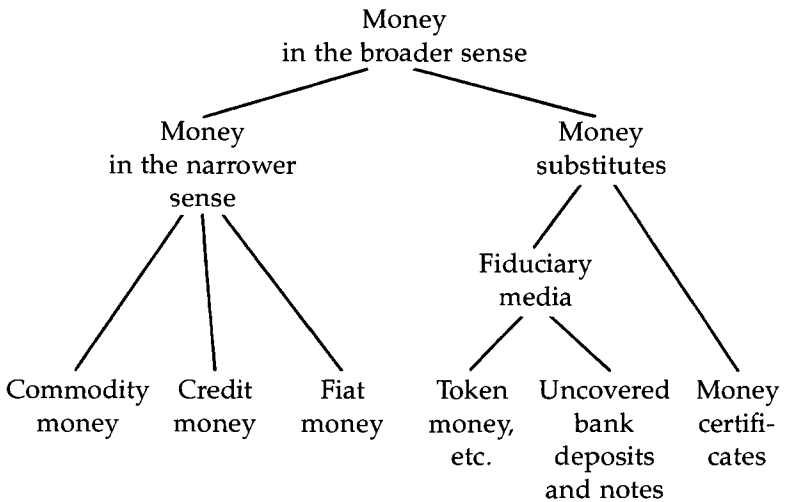 Money
in the broader sense
Money
in the narrower
sense
Money
substitutes
Fiduciary
media
Commodity
money
Credit
money
Fiat
money
Token
money,
etc.
Uncovered
bank
deposits
and notes
Money
certifi-
cates